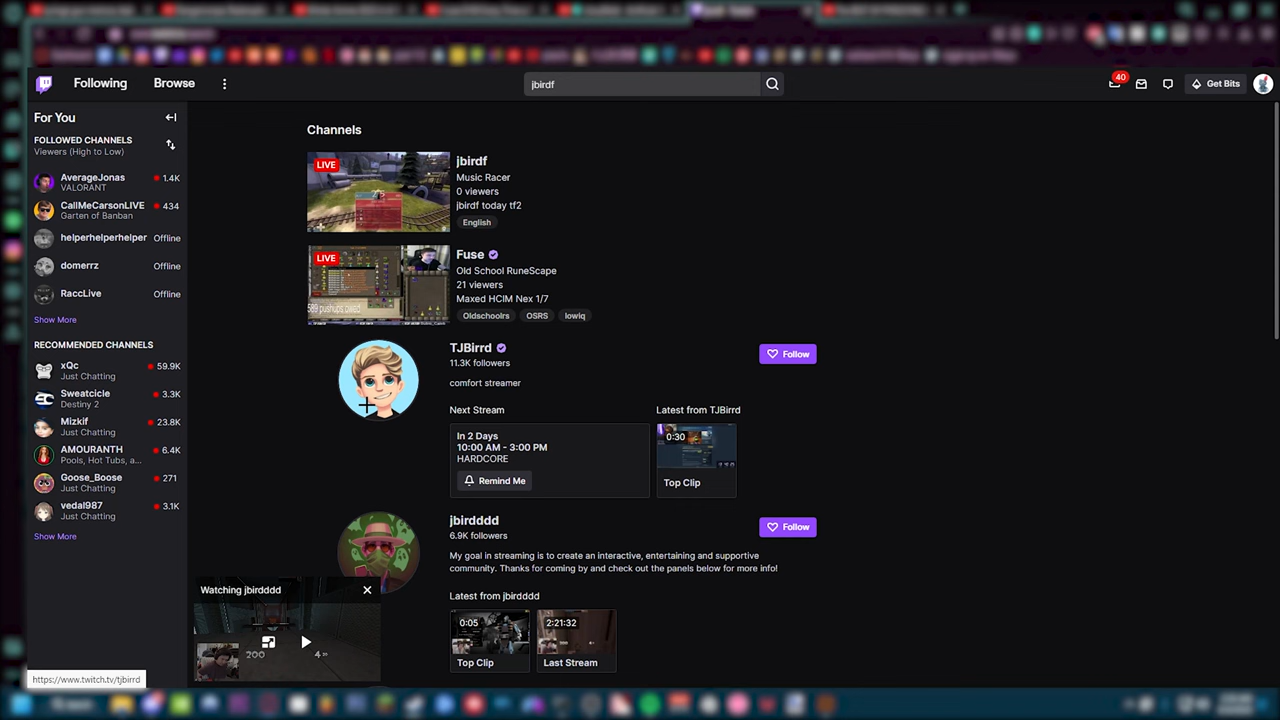 Following
Browse
jbirdf
40
Get Bits
For You
FOLLOWED CHANNELS
Viewers (High to Low)
AverageJonas
1.4K
VALORANT
CallMeCarsonLIVE
434
Garten of Banban
helperhelperhelper
Offline
domerrz
Offline
RaccLive
Offline
Show More
RECOMMENDED CHANNELS
xQc
59.9K
Just Chatting
Sweatcicle
3.3K
Destiny 2
Mizkif
23.8K
Just Chatting
AMOURANTH
6.4K
Pools, Hot Tubs, a...
Goose_Boose
271
Just Chatting
vedal987
3.1K
Just Chatting
Show More
Channels
LIVE
jbirdf
Music Racer
0 viewers
jbirdf today tf2
English
LIVE
Fuse
Old School RuneScape
21 viewers
Maxed HCIM Nex 1/7
Oldschoolrs
OSRS
lowiq
TJBirrd
11.3K followers
Follow
comfort streamer
Next Stream
In 2 Days
10:00 AM - 3:00 PM
HARDCORE
Remind Me
Latest from TJBirrd
0:30
Top Clip
jbirdddd
6.9K followers
Follow
My goal in streaming is to create an interactive, entertaining and supportive
community. Thanks for coming by and check out the panels below for more info!
Latest from jbirdddd
0:05
Top Clip
2:21:32
Last Stream
Watching jbirdddd
200
4
https://www.twitch.tv/tjbirrd